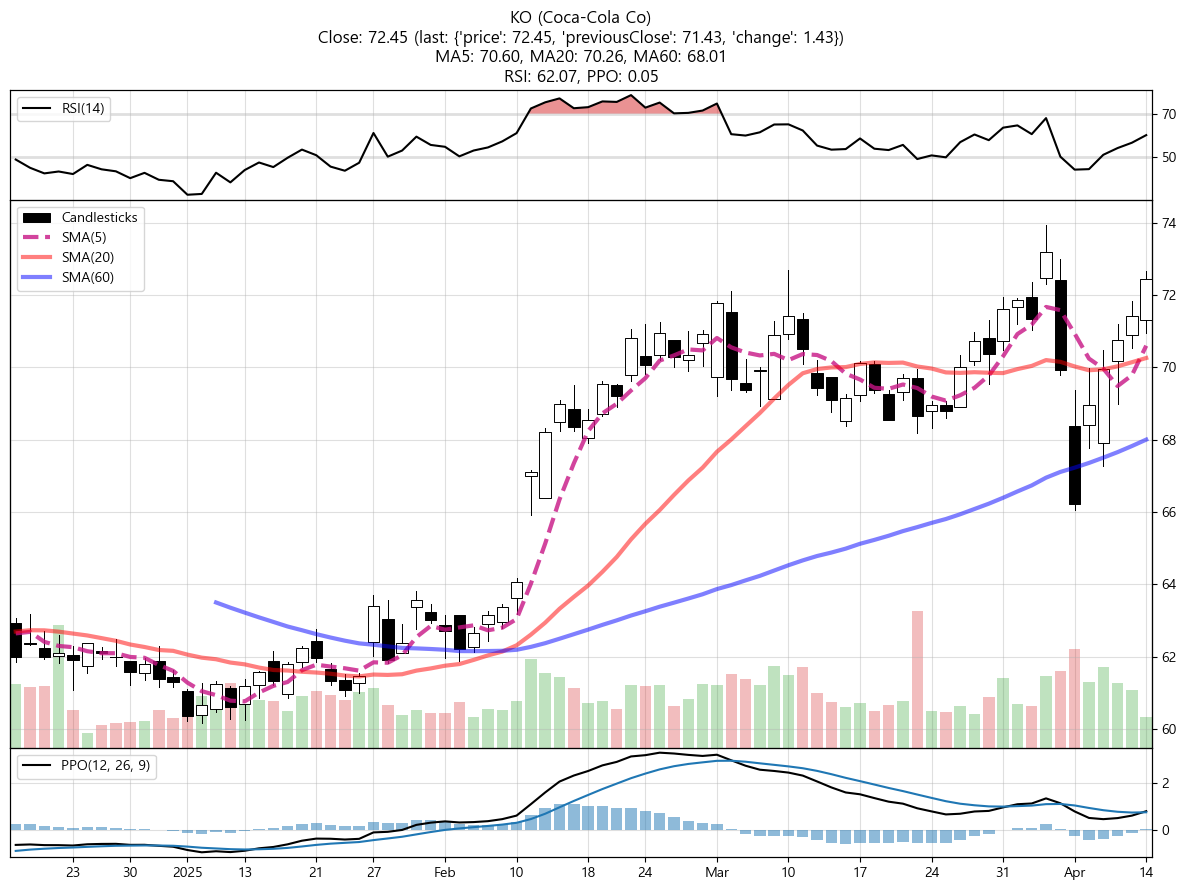 KO (Coca-Cola Co)
Close: 72.45 (last: {'price': 72.45, 'previousClose': 71.43, 'change': 1.43})
MA5: 70.60, MA20: 70.26, MA60: 68.01
RSI: 62.07, PPO: 0.05
RSI(14)
70
50
Candlesticks
SMA(5)
SMA(20)
SMA(60)
74
72
70
68
66
64
62
60
PPO(12, 26, 9)
2
0
23 30 2025 13 21 27 Feb 10 18 24 Mar 10 17 24 31 Apr 14